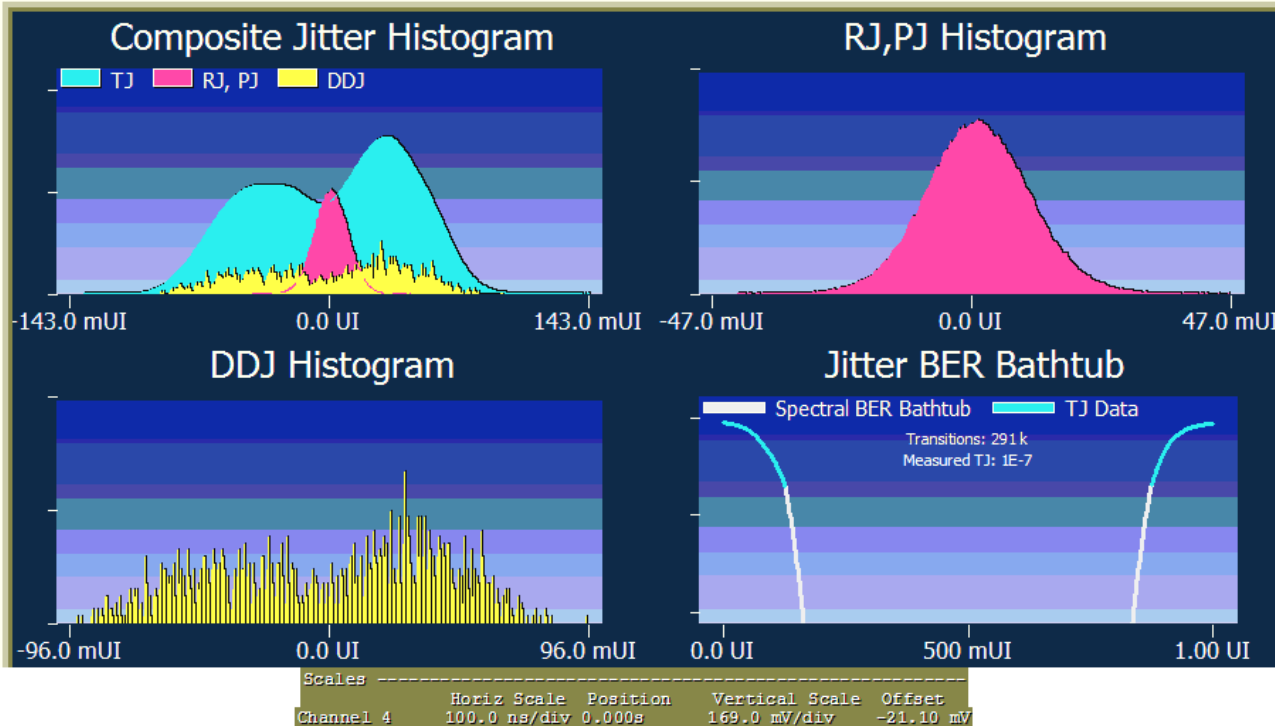 Composite Jitter Histogram
TJ RJ, PJ DDJ
-143.0 mUI 0.0 UI 143.0 mUI
RJ,PJ Histogram
-47.0 mUI 0.0 UI 47.0 mUI
DDJ Histogram
-96.0 mUI 0.0 UI 96.0 mUI
Jitter BER Bathtub
Spectral BER Bathtub TJ Data
Transitions: 291 k
Measured TJ: 1E-7
0.0 UI 500 mUI 1.00 UI
Scales ------------------------------------------------------------
Horiz Scale Position Vertical Scale Offset
Channel 4 100.0 ns/div 0.000s 169.0 mV/div -21.10 mV